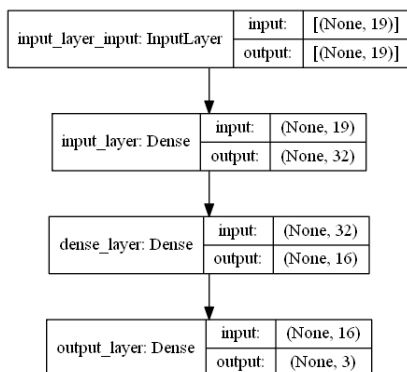 input_layer_input: InputLayer input: [(None, 19)]
output: [(None, 19)]
input_layer: Dense input: (None, 19)
output: (None, 32)
dense_layer: Dense input: (None, 32)
output: (None, 16)
output_layer: Dense input: (None, 16)
output: (None, 3)